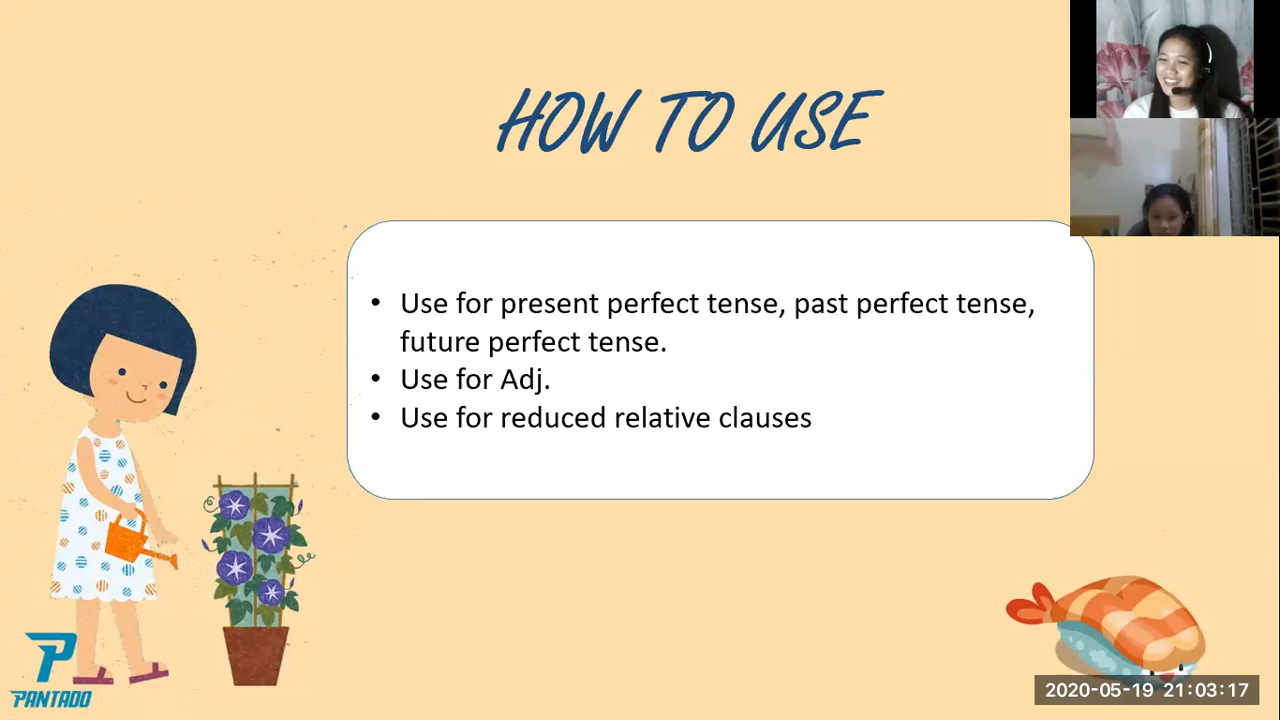 HOW TO USE
• Use for present perfect tense, past perfect tense,
future perfect tense.
• Use for Adj.
• Use for reduced relative clauses
PANTADO
2020-05-19 21:03:17